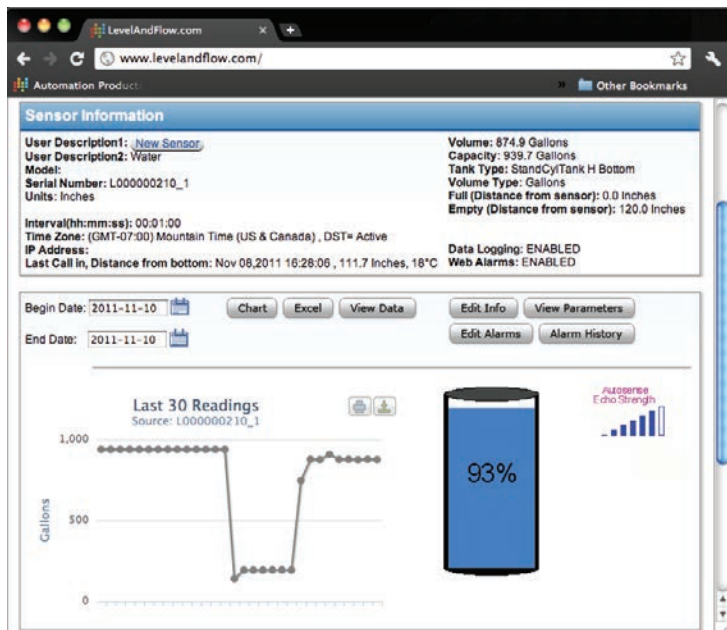 LevelAndFlow.com
www.levelandflow.com/
Automation Product
» Other Bookmarks
Sensor Information
User Description1: New Sensor
User Description2: Water
Model:
Serial Number: L000000210_1
Units: Inches
Interval(hh:mm:ss): 00:01:00
Time Zone: (GMT-07:00) Mountain Time (US & Canada) , DST= Active
IP Address:
Last Call in, Distance from bottom: Nov 08,2011 16:28:06 , 111.7 Inches, 18°C
Volume: 874.9 Gallons
Capacity: 939.7 Gallons
Tank Type: StandCylTank H Bottom
Volume Type: Gallons
Full (Distance from sensor): 0.0 Inches
Empty (Distance from sensor): 120.0 Inches
Data Logging: ENABLED
Web Alarms: ENABLED
Begin Date: 2011-11-10
Chart Excel View Data
Edit Info View Parameters
End Date: 2011-11-10
Edit Alarms Alarm History
Last 30 Readings
Source: L000000210_1
1,000
500
0
Gallons
93%
Autosense
Echo Strength